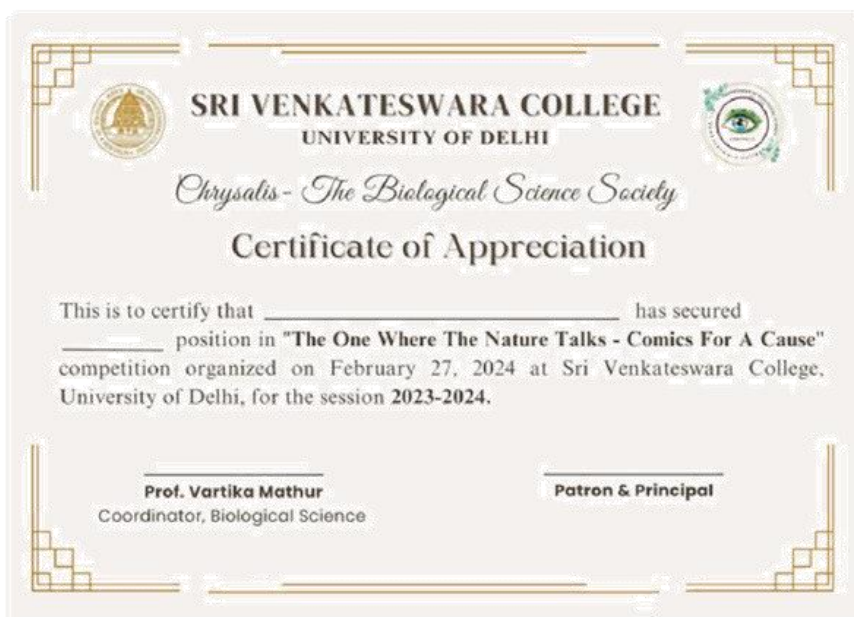 SRI VENKATESWARA COLLEGE
UNIVERSITY OF DELHI
Chrysalis - The Biological Science Society
Certificate of Appreciation
This is to certify that ____________________ has secured
________ position in "The One Where The Nature Talks - Comics For A Cause"
competition organized on February 27, 2024 at Sri Venkateswara College,
University of Delhi, for the session 2023-2024.
Prof. Vartika Mathur
Coordinator, Biological Science
Patron & Principal